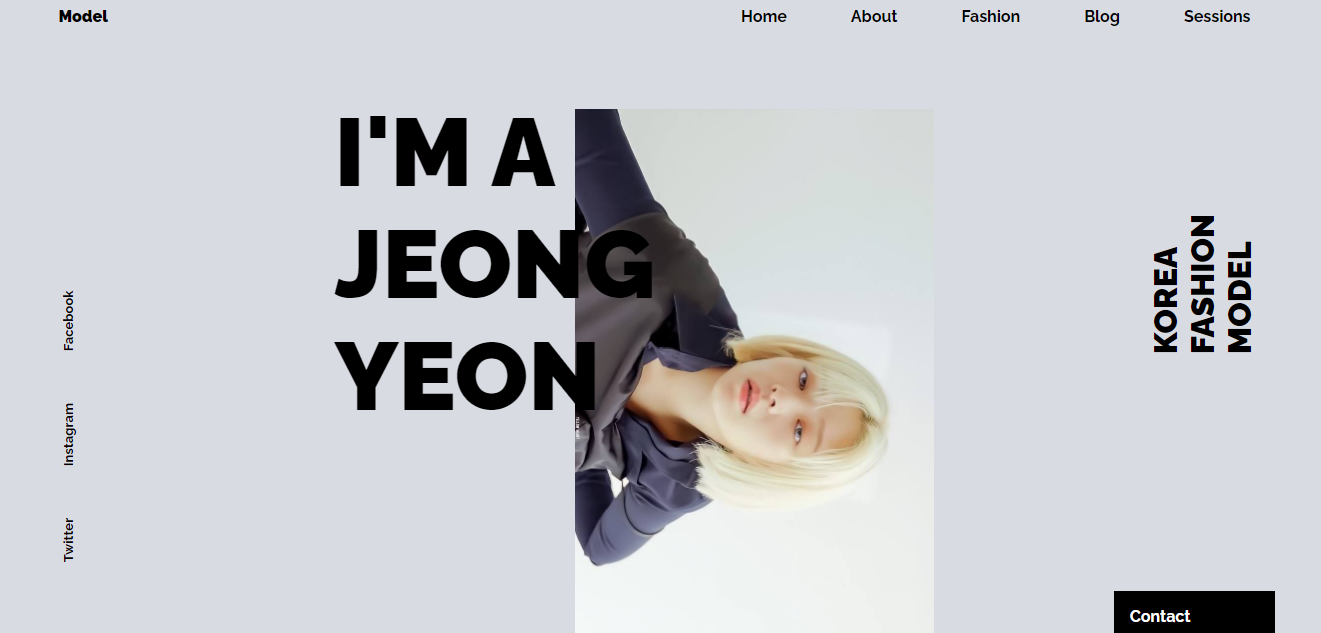 Model
Home
About
Fashion
Blog
Sessions
I'M A
JEONG
YEON
KOREA
FASHION
MODEL
Facebook
Instagram
Twitter
Contact